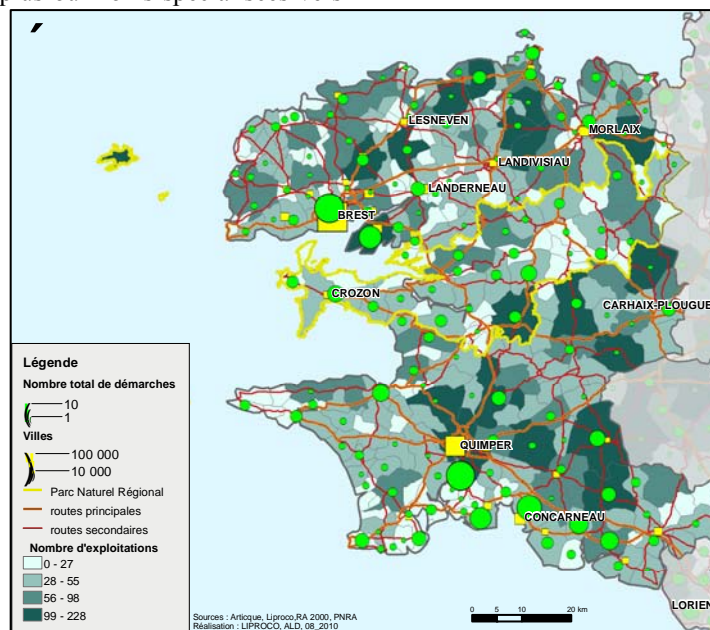 LESNEVEN
MORLAIX
LANDIVISIAU
LANDERNEAU
BREST
CROZON
CARHAIX-PLOUGUE
QUIMPER
CONCARNEAU
LORIEN
Légende
Nombre total de démarches
10
1
Villes
100 000
10 000
Parc Naturel Régional
routes principales
routes secondaires
Nombre d'exploitations
0 - 27
28 - 55
56 - 98
99 - 228
Sources : Articque, Liproco,RA 2000, PNRA
Réalisation : LIPROCO, ALD, 08_2010
0 5 10 20 km